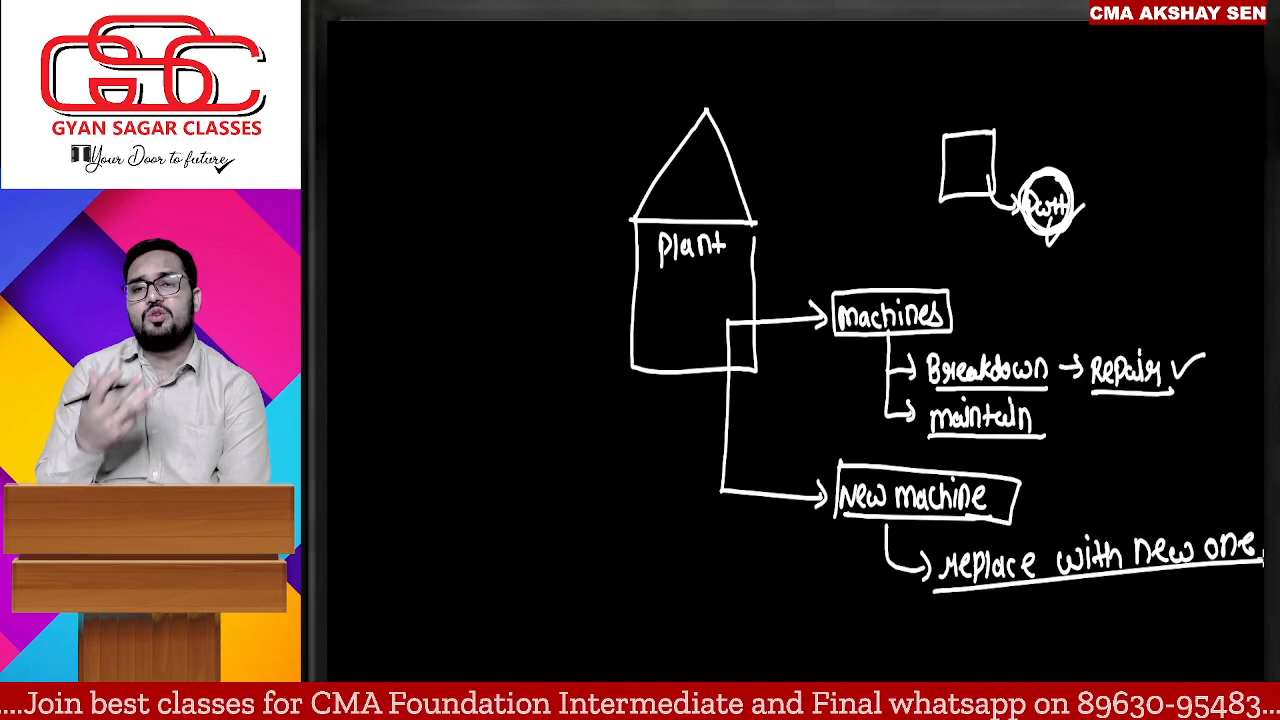 CMA AKSHAY SEN
GSC
GYAN SAGAR CLASSES
Your Door to future
Plant
machines
Breakdown → Repair ✓
maintain
New machine
replace with new one
....Join best classes for CMA Foundation Intermediate and Final whatsapp on 89630-95483...